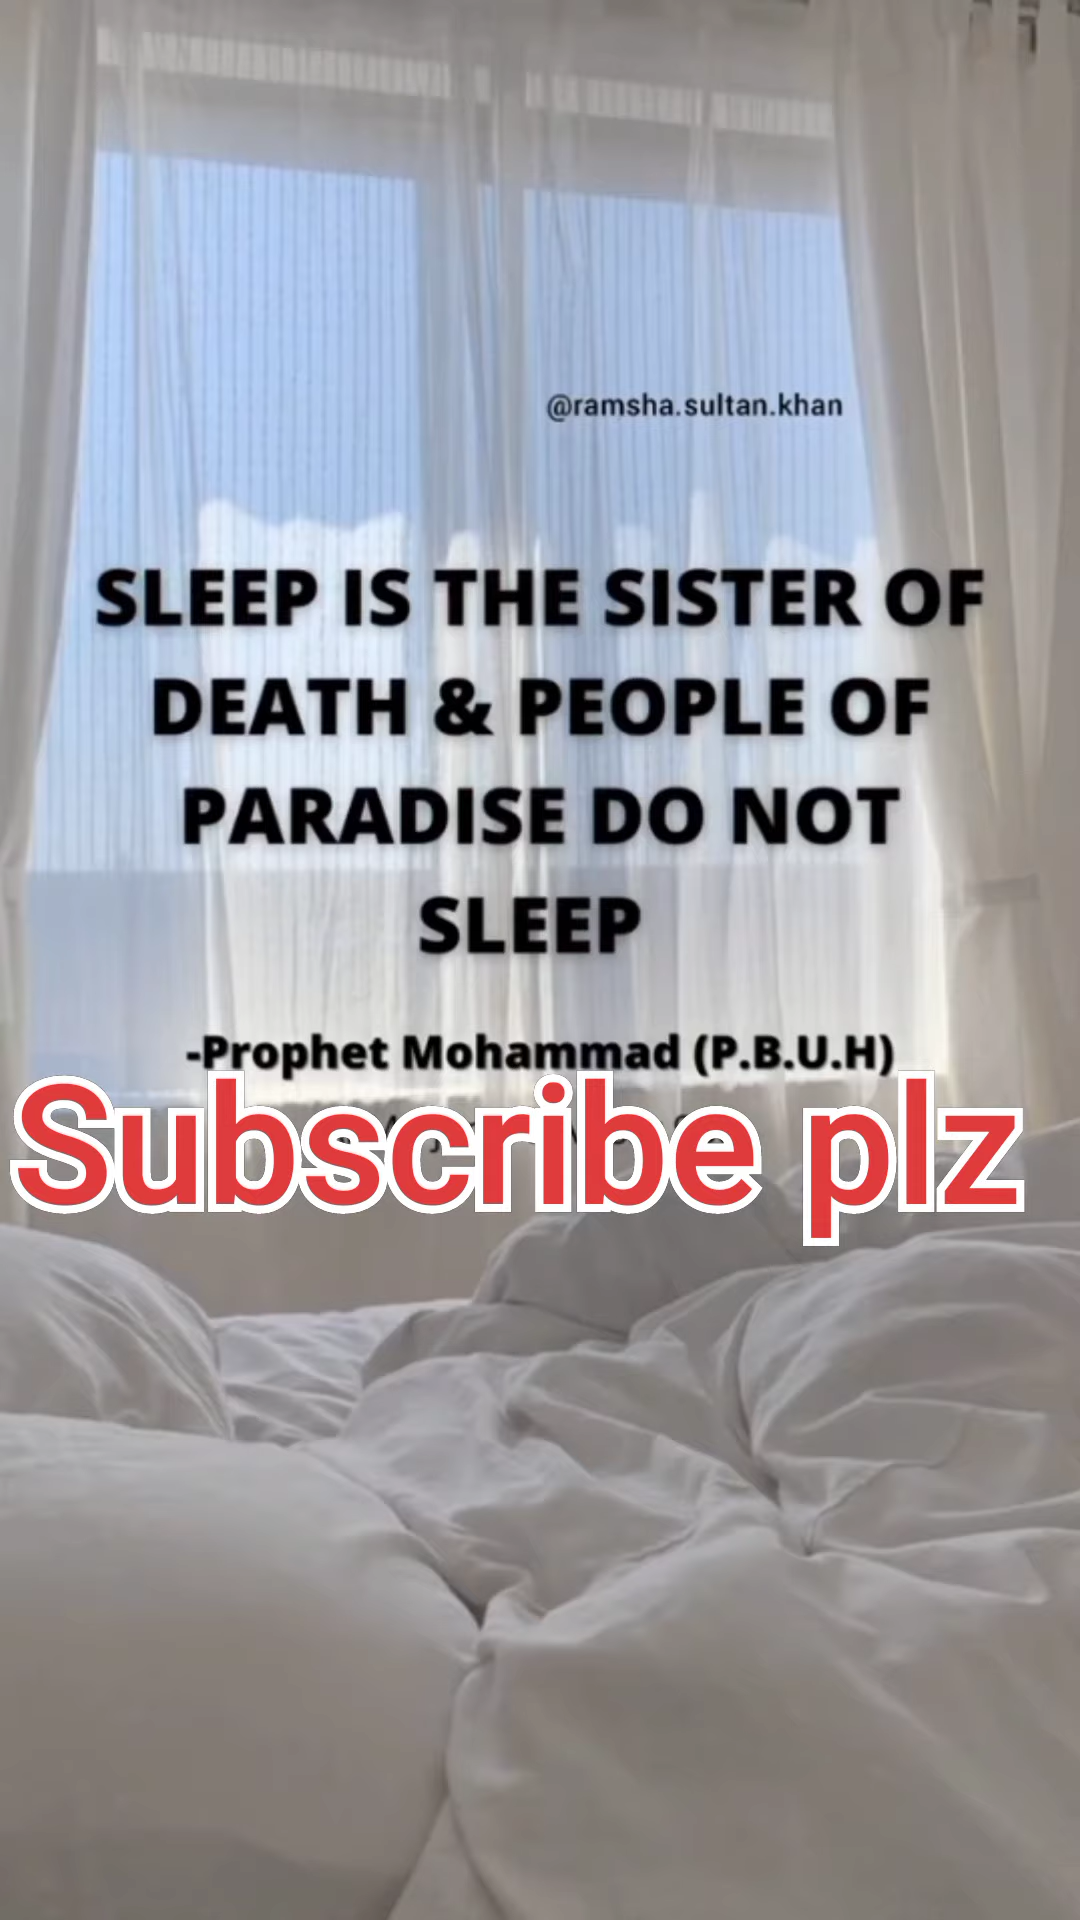 @ramsha.sultan.khan
SLEEP IS THE SISTER OF
DEATH & PEOPLE OF
PARADISE DO NOT
SLEEP
-Prophet Mohammad (P.B.U.H)
Subscribe plz